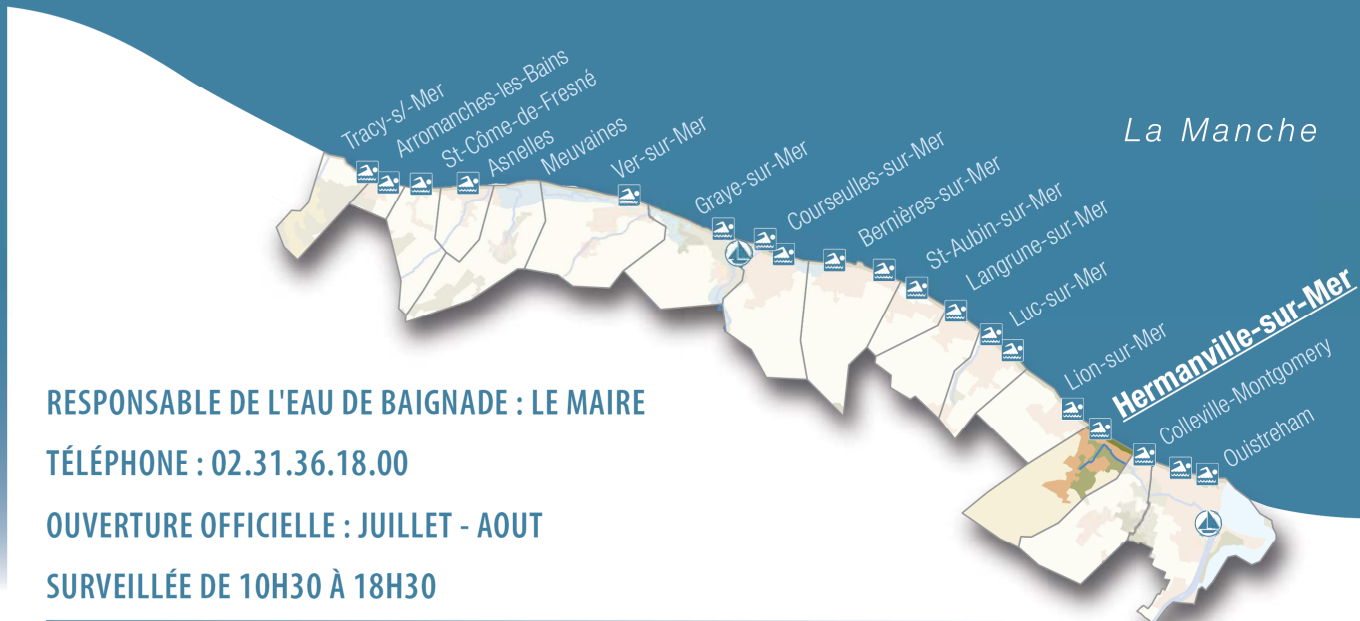 Tracy-s/-Mer
Arromanches-les-Bains
St-Côme-de-Fresné
Asnelles
Meuvaines
Ver-sur-Mer
Graye-sur-Mer
Courseulles-sur-Mer
Bernières-sur-Mer
St-Aubin-sur-Mer
Langrune-sur-Mer
Luc-sur-Mer
Lion-sur-Mer
Hermanville-sur-Mer
Colleville-Montgomery
Ouistreham
La Manche
RESPONSABLE DE L'EAU DE BAIGNADE : LE MAIRE
TÉLÉPHONE : 02.31.36.18.00
OUVERTURE OFFICIELLE : JUILLET - AOUT
SURVEILLÉE DE 10H30 À 18H30